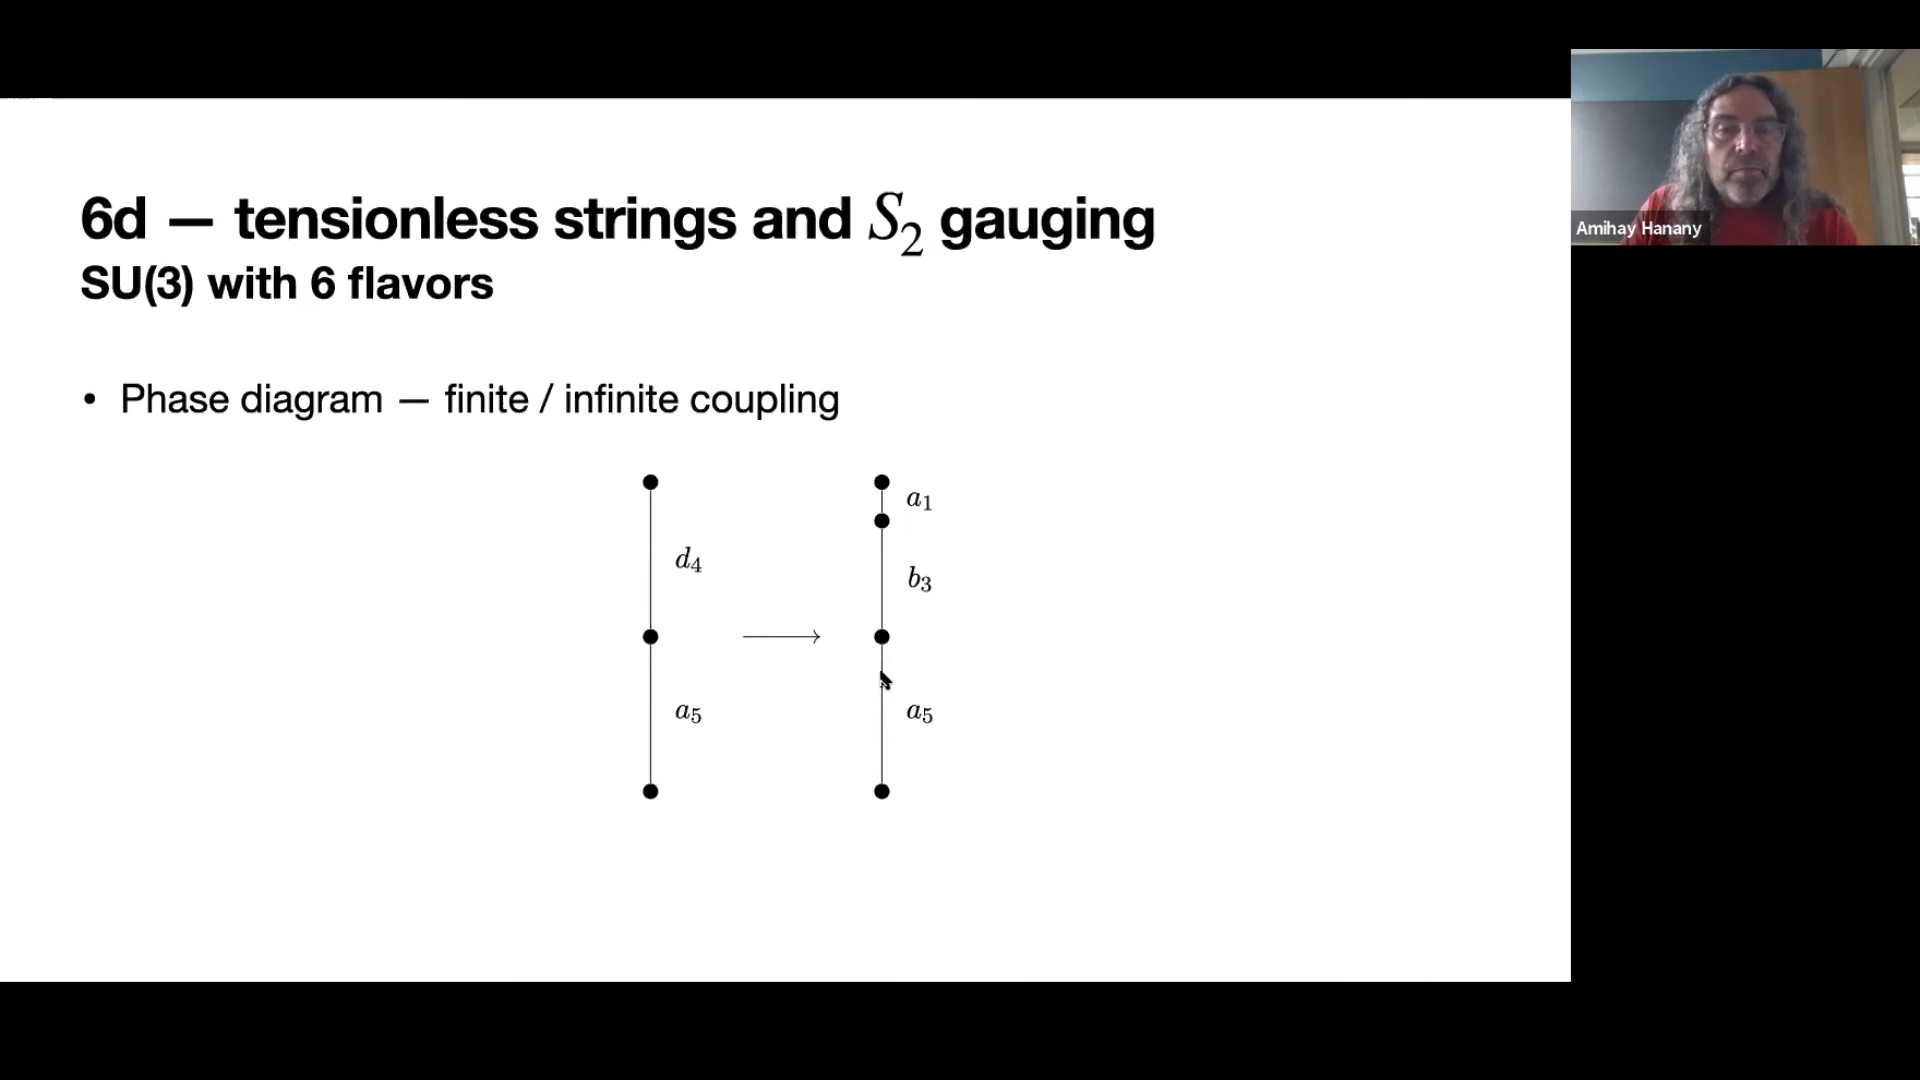 6d — tensionless strings and S₂ gauging
SU(3) with 6 flavors
• Phase diagram — finite / infinite coupling
a₁
d₄
b₃
a₅
a₅
Amihay Hanany